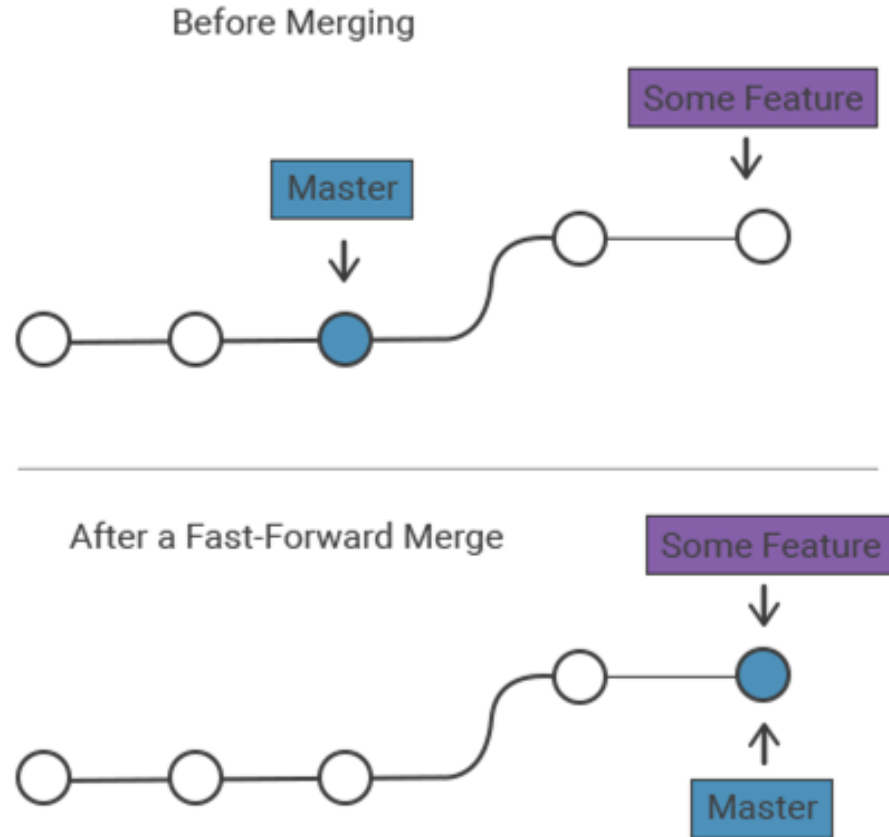 Before Merging
Some Feature
Master
After a Fast-Forward Merge
Some Feature
Master